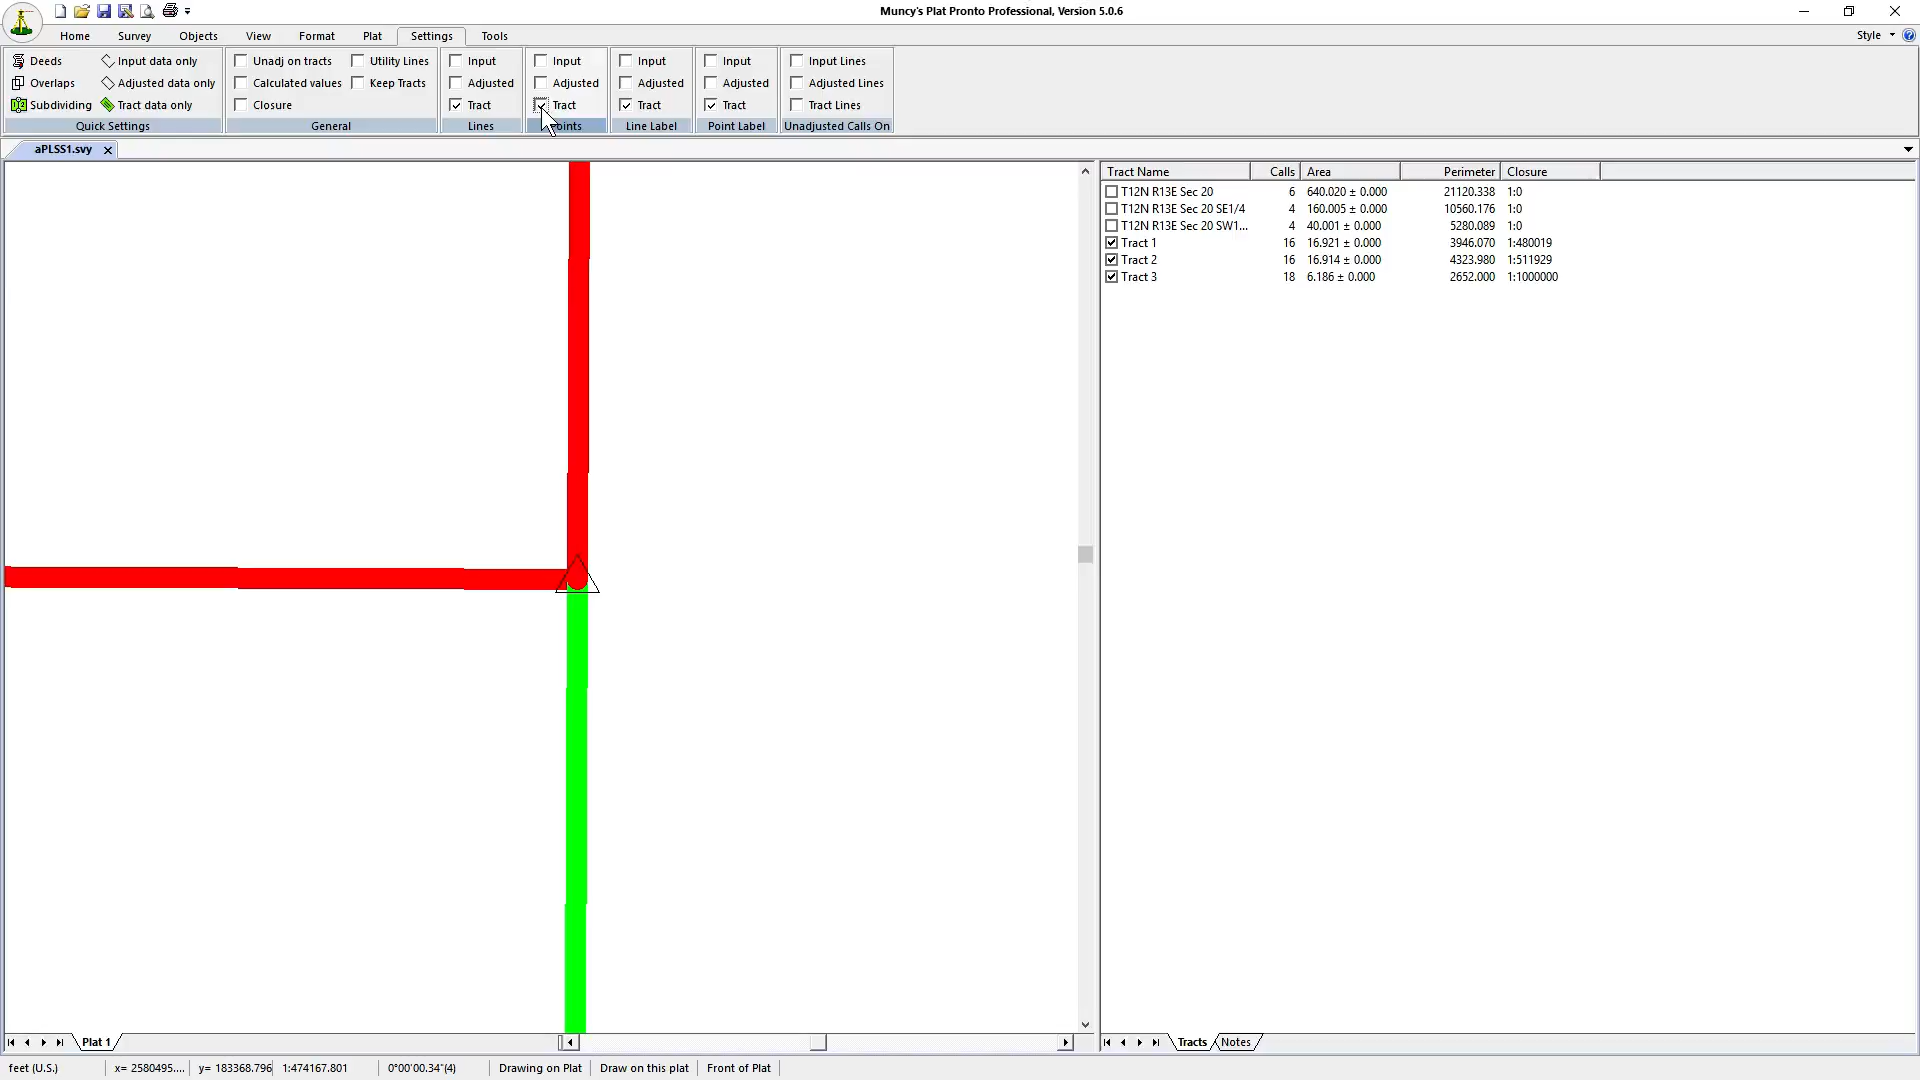 Muncy's Plat Pronto Professional, Version 5.0.6
Home Survey Objects View Format Plat Settings Tools Style
Deeds Input data only Unadj on tracts Utility Lines Input Input Input Input Input Lines
Overlaps Adjusted data only Calculated values Keep Tracts Adjusted Adjusted Adjusted Adjusted Adjusted Lines
Subdividing Tract data only Closure Tract Tract Tract Tract Tract Lines
Quick Settings General Lines Points Line Label Point Label Unadjusted Calls On
aPLSS1.svy
Tract Name Calls Area Perimeter Closure
T12N R13E Sec 20 6 640.020 ± 0.000 21120.338 1:0
T12N R13E Sec 20 SE1/4 4 160.005 ± 0.000 10560.176 1:0
T12N R13E Sec 20 SW1... 4 40.001 ± 0.000 5280.089 1:0
Tract 1 16 16.921 ± 0.000 3946.070 1:480019
Tract 2 16 16.914 ± 0.000 4323.980 1:511929
Tract 3 18 6.186 ± 0.000 2652.000 1:1000000
Plat 1 Tracts Notes
feet (U.S.) x= 2580495.... y= 183368.796 1:474167.801 0°00'00.34"(4) Drawing on Plat Draw on this plat Front of Plat